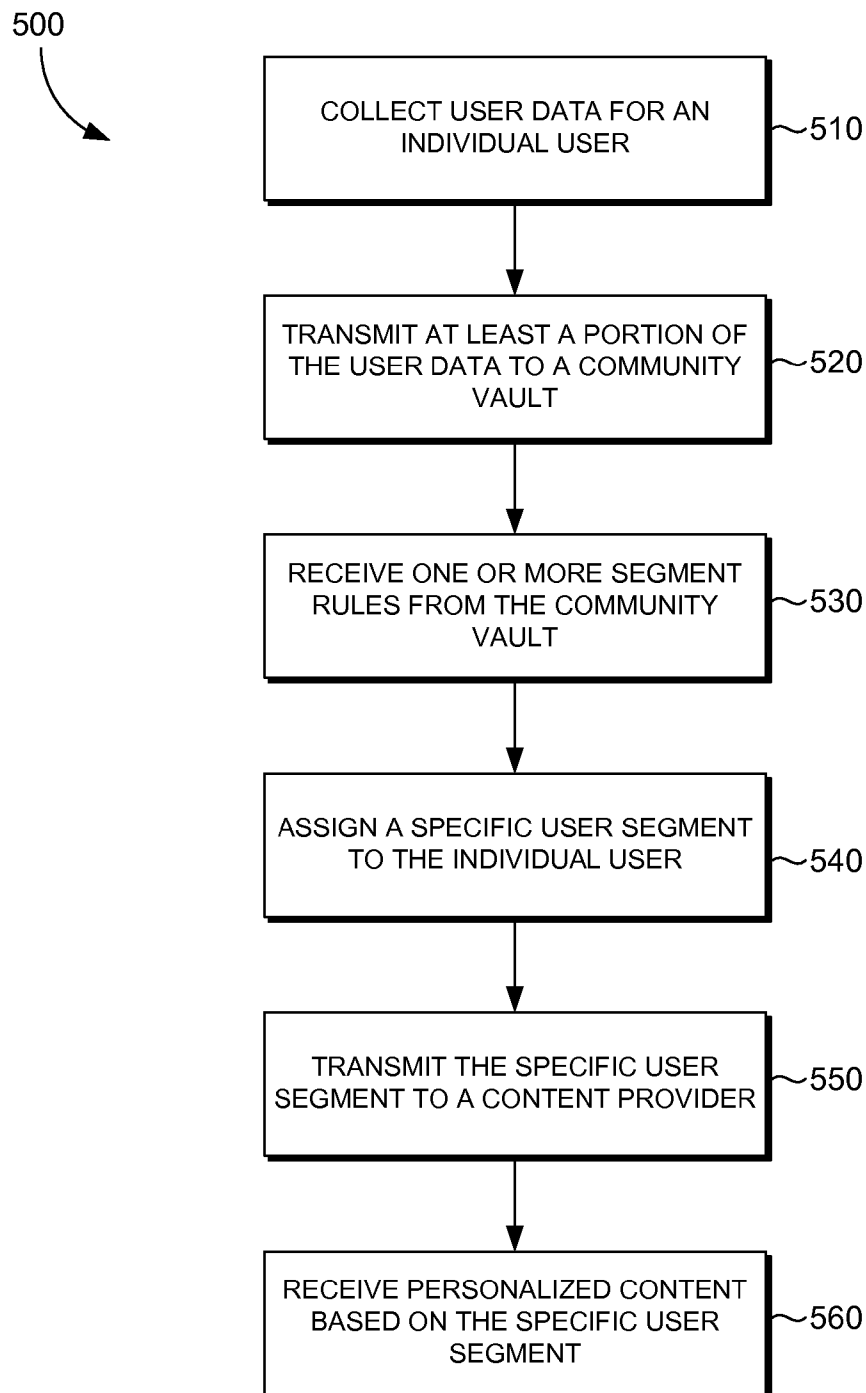 500
COLLECT USER DATA FOR AN
INDIVIDUAL USER
510
TRANSMIT AT LEAST A PORTION OF
THE USER DATA TO A COMMUNITY
VAULT
520
RECEIVE ONE OR MORE SEGMENT
RULES FROM THE COMMUNITY
VAULT
530
ASSIGN A SPECIFIC USER SEGMENT
TO THE INDIVIDUAL USER
540
TRANSMIT THE SPECIFIC USER
SEGMENT TO A CONTENT PROVIDER
550
RECEIVE PERSONALIZED CONTENT
BASED ON THE SPECIFIC USER
SEGMENT
560